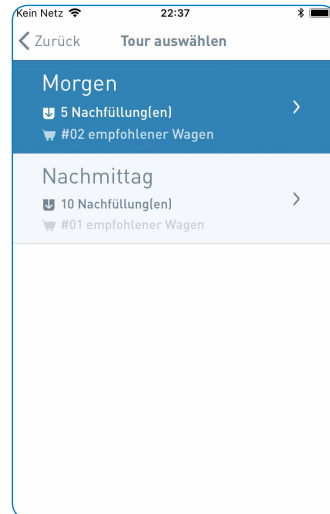 Kein Netz 22:37
Zurück Tour auswählen
Morgen
5 Nachfüllung(en)
#02 empfohlener Wagen
Nachmittag
10 Nachfüllung(en)
#01 empfohlener Wagen